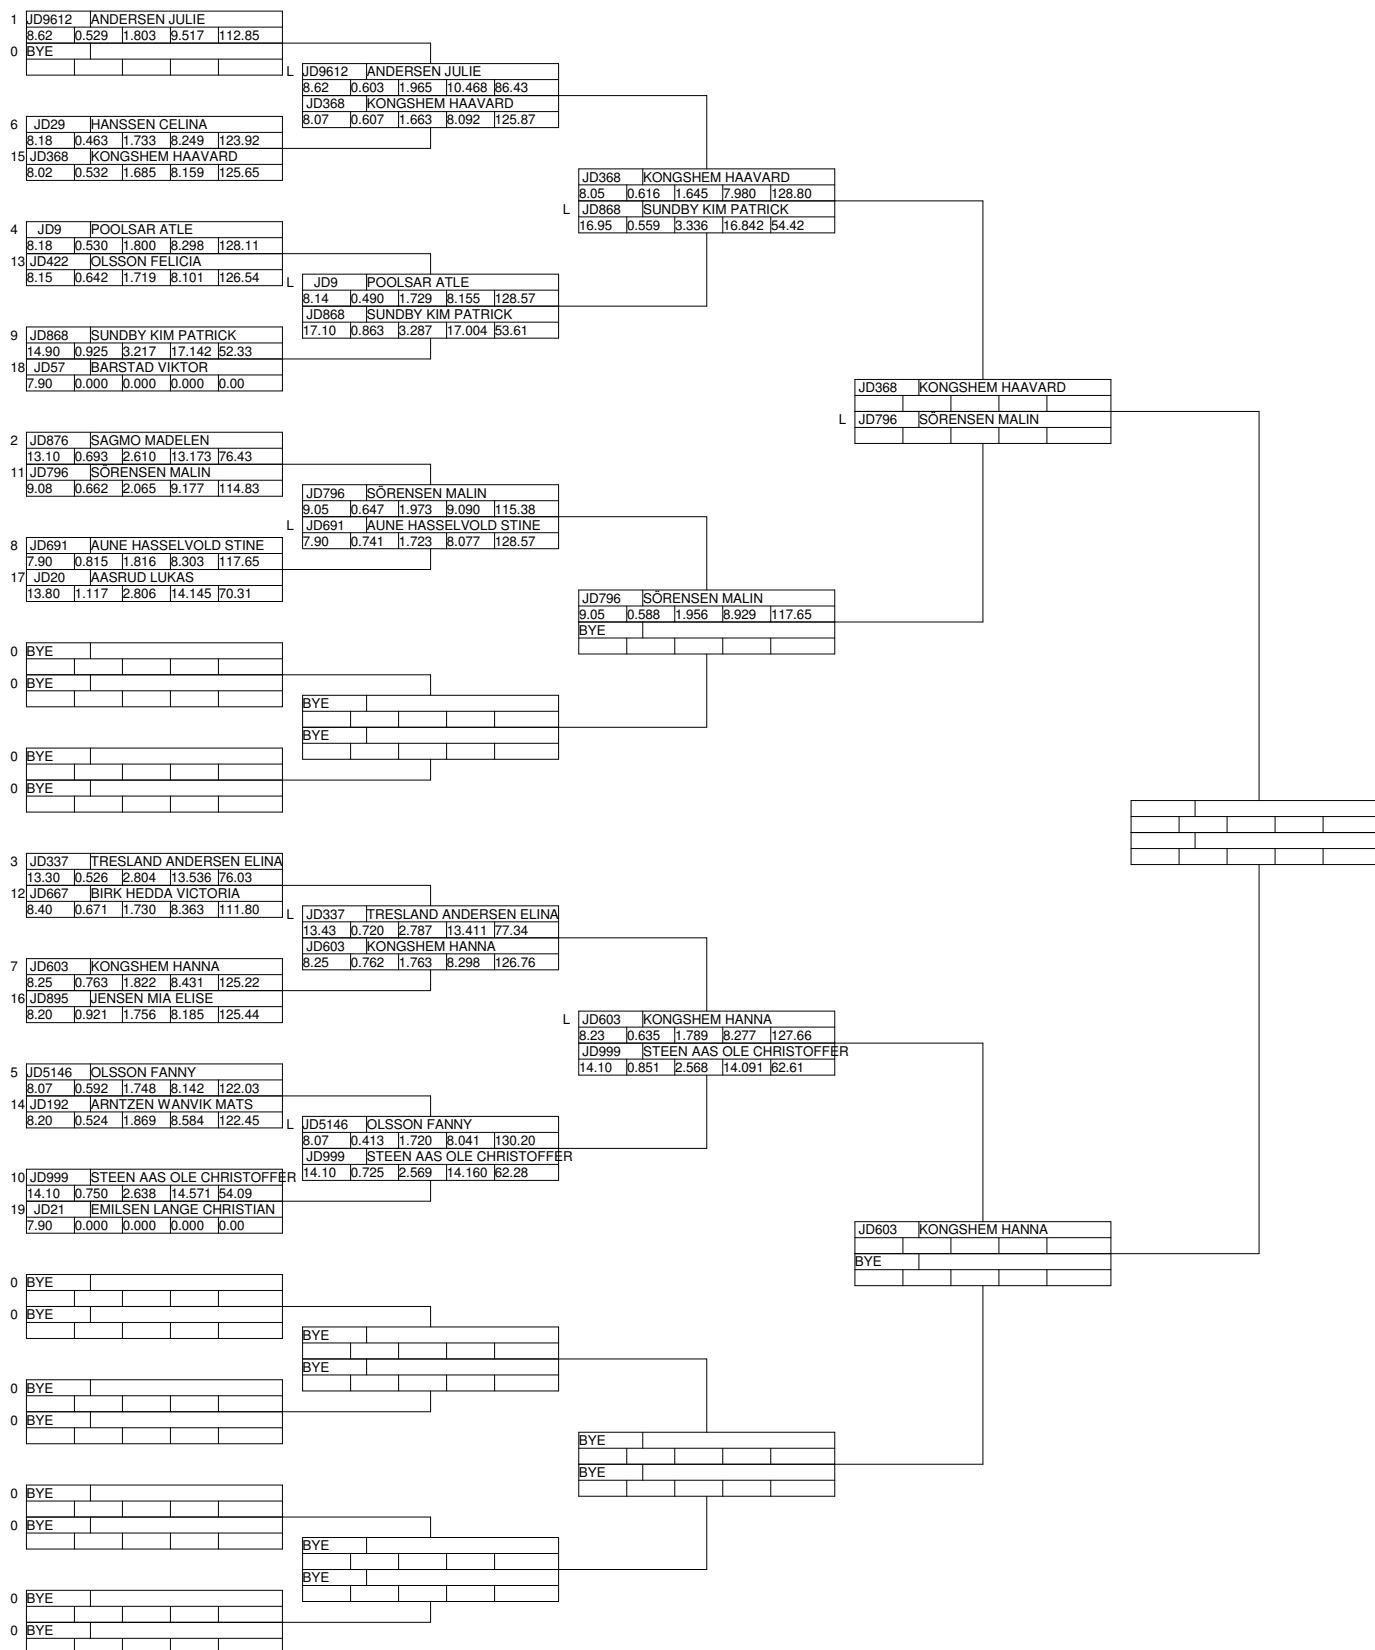 1 JD9612 ANDERSEN JULIE
8.62 0.529 1.803 9.517 112.85
0 BYE
6 JD29 HANSSEN CELINA
8.18 0.463 1.733 8.249 123.92
15 JD368 KONGSHEM HAAVARD
8.02 0.532 1.685 8.159 125.65
4 JD9 POOLSAR ATLE
8.18 0.530 1.800 8.298 128.11
13 JD422 OLSSON FELICIA
8.15 0.642 1.719 8.101 126.54
9 JD868 SUNDBY KIM PATRICK
14.90 0.925 3.217 17.142 52.33
18 JD57 BARSTAD VIKTOR
7.90 0.000 0.000 0.000 0.00
2 JD876 SAGMO MADELEN
13.10 0.693 2.610 13.173 76.43
11 JD796 SÖRENSEN MALIN
9.08 0.662 2.065 9.177 114.83
8 JD691 AUNE HASSELVOLD STINE
7.90 0.815 1.816 8.303 117.65
17 JD20 AASRUD LUKAS
13.80 1.117 2.806 14.145 70.31
0 BYE
0 BYE
0 BYE
0 BYE
3 JD337 TRESLAND ANDERSEN ELINA
13.30 0.526 2.804 13.536 76.03
12 JD667 BIRK HEDDA VICTORIA
8.40 0.671 1.730 8.363 111.80
7 JD603 KONGSHEM HANNA
8.25 0.763 1.822 8.431 125.22
16 JD895 JENSEN MIA ELISE
8.20 0.921 1.756 8.185 125.44
5 JD5146 OLSSON FANNY
8.07 0.592 1.748 8.142 122.03
14 JD192 ARNTZEN WANVIK MATS
8.20 0.524 1.869 8.584 122.45
10 JD999 STEEN AAS OLE CHRISTOFFER
14.10 0.750 2.638 14.571 54.09
19 JD21 EMILSEN LANGE CHRISTIAN
7.90 0.000 0.000 0.000 0.00
0 BYE
0 BYE
0 BYE
0 BYE
0 BYE
0 BYE
0 BYE
0 BYE
L JD9612 ANDERSEN JULIE
8.62 0.603 1.965 10.468 86.43
JD368 KONGSHEM HAAVARD
8.07 0.607 1.663 8.092 125.87
L JD9 POOLSAR ATLE
8.14 0.490 1.729 8.155 128.57
JD868 SUNDBY KIM PATRICK
17.10 0.863 3.287 17.004 53.61
JD796 SÖRENSEN MALIN
9.05 0.647 1.973 9.090 115.38
L JD691 AUNE HASSELVOLD STINE
7.90 0.741 1.723 8.077 128.57
BYE
BYE
L JD337 TRESLAND ANDERSEN ELINA
13.43 0.720 2.787 13.411 77.34
JD603 KONGSHEM HANNA
8.25 0.762 1.763 8.298 126.76
L JD5146 OLSSON FANNY
8.07 0.413 1.720 8.041 130.20
JD999 STEEN AAS OLE CHRISTOFFER
14.10 0.725 2.569 14.160 62.28
BYE
BYE
BYE
BYE
JD368 KONGSHEM HAAVARD
8.05 0.616 1.645 7.980 128.80
L JD868 SUNDBY KIM PATRICK
16.95 0.559 3.336 16.842 54.42
JD796 SÖRENSEN MALIN
9.05 0.588 1.956 8.929 117.65
BYE
L JD603 KONGSHEM HANNA
8.23 0.635 1.789 8.277 127.66
JD999 STEEN AAS OLE CHRISTOFFER
14.10 0.851 2.568 14.091 62.61
BYE
BYE
JD368 KONGSHEM HAAVARD
L JD796 SÖRENSEN MALIN
JD603 KONGSHEM HANNA
BYE